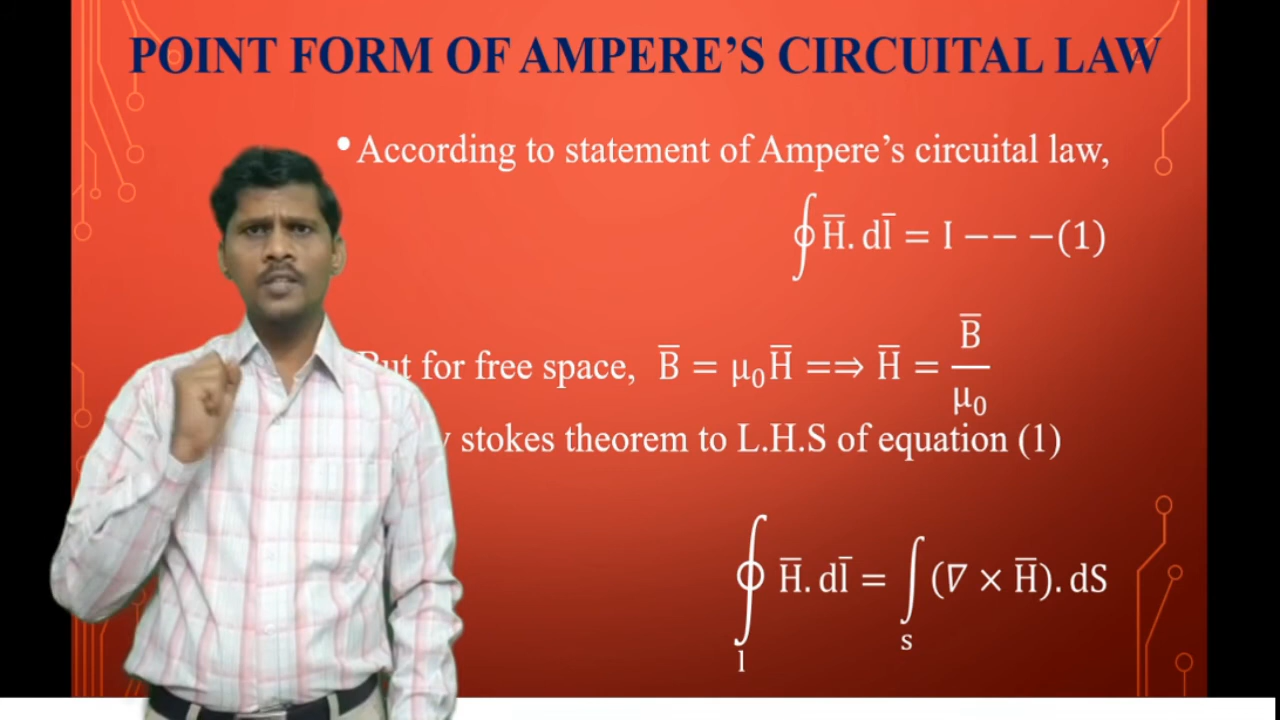 POINT FORM OF AMPERE’S CIRCUITAL LAW
•According to statement of Ampere’s circuital law,
∮H̅. dl̅ = I −− −(1)
But for free space, B̅ = μ₀H̅ =⇒ H̅ = B̅/μ₀
stokes theorem to L.H.S of equation (1)
∮l H̅. dl̅ = ∫s (∇ × H̅). dS